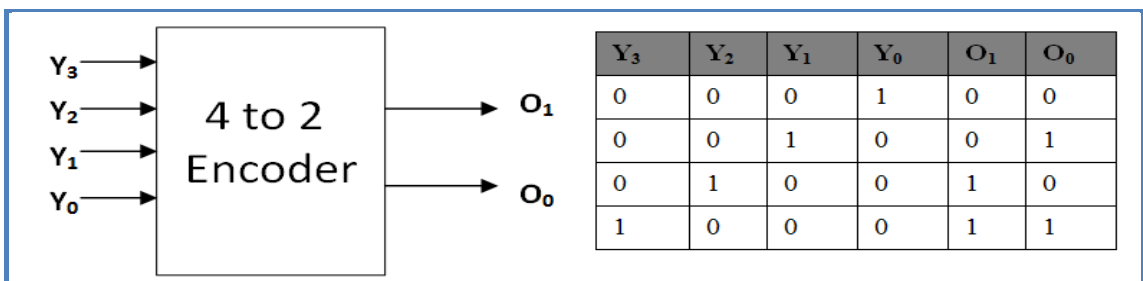 Y₃
Y₂
Y₁
Y₀
4 to 2
Encoder
O₁
O₀
Y₃ Y₂ Y₁ Y₀ O₁ O₀
0 0 0 1 0 0
0 0 1 0 0 1
0 1 0 0 1 0
1 0 0 0 1 1